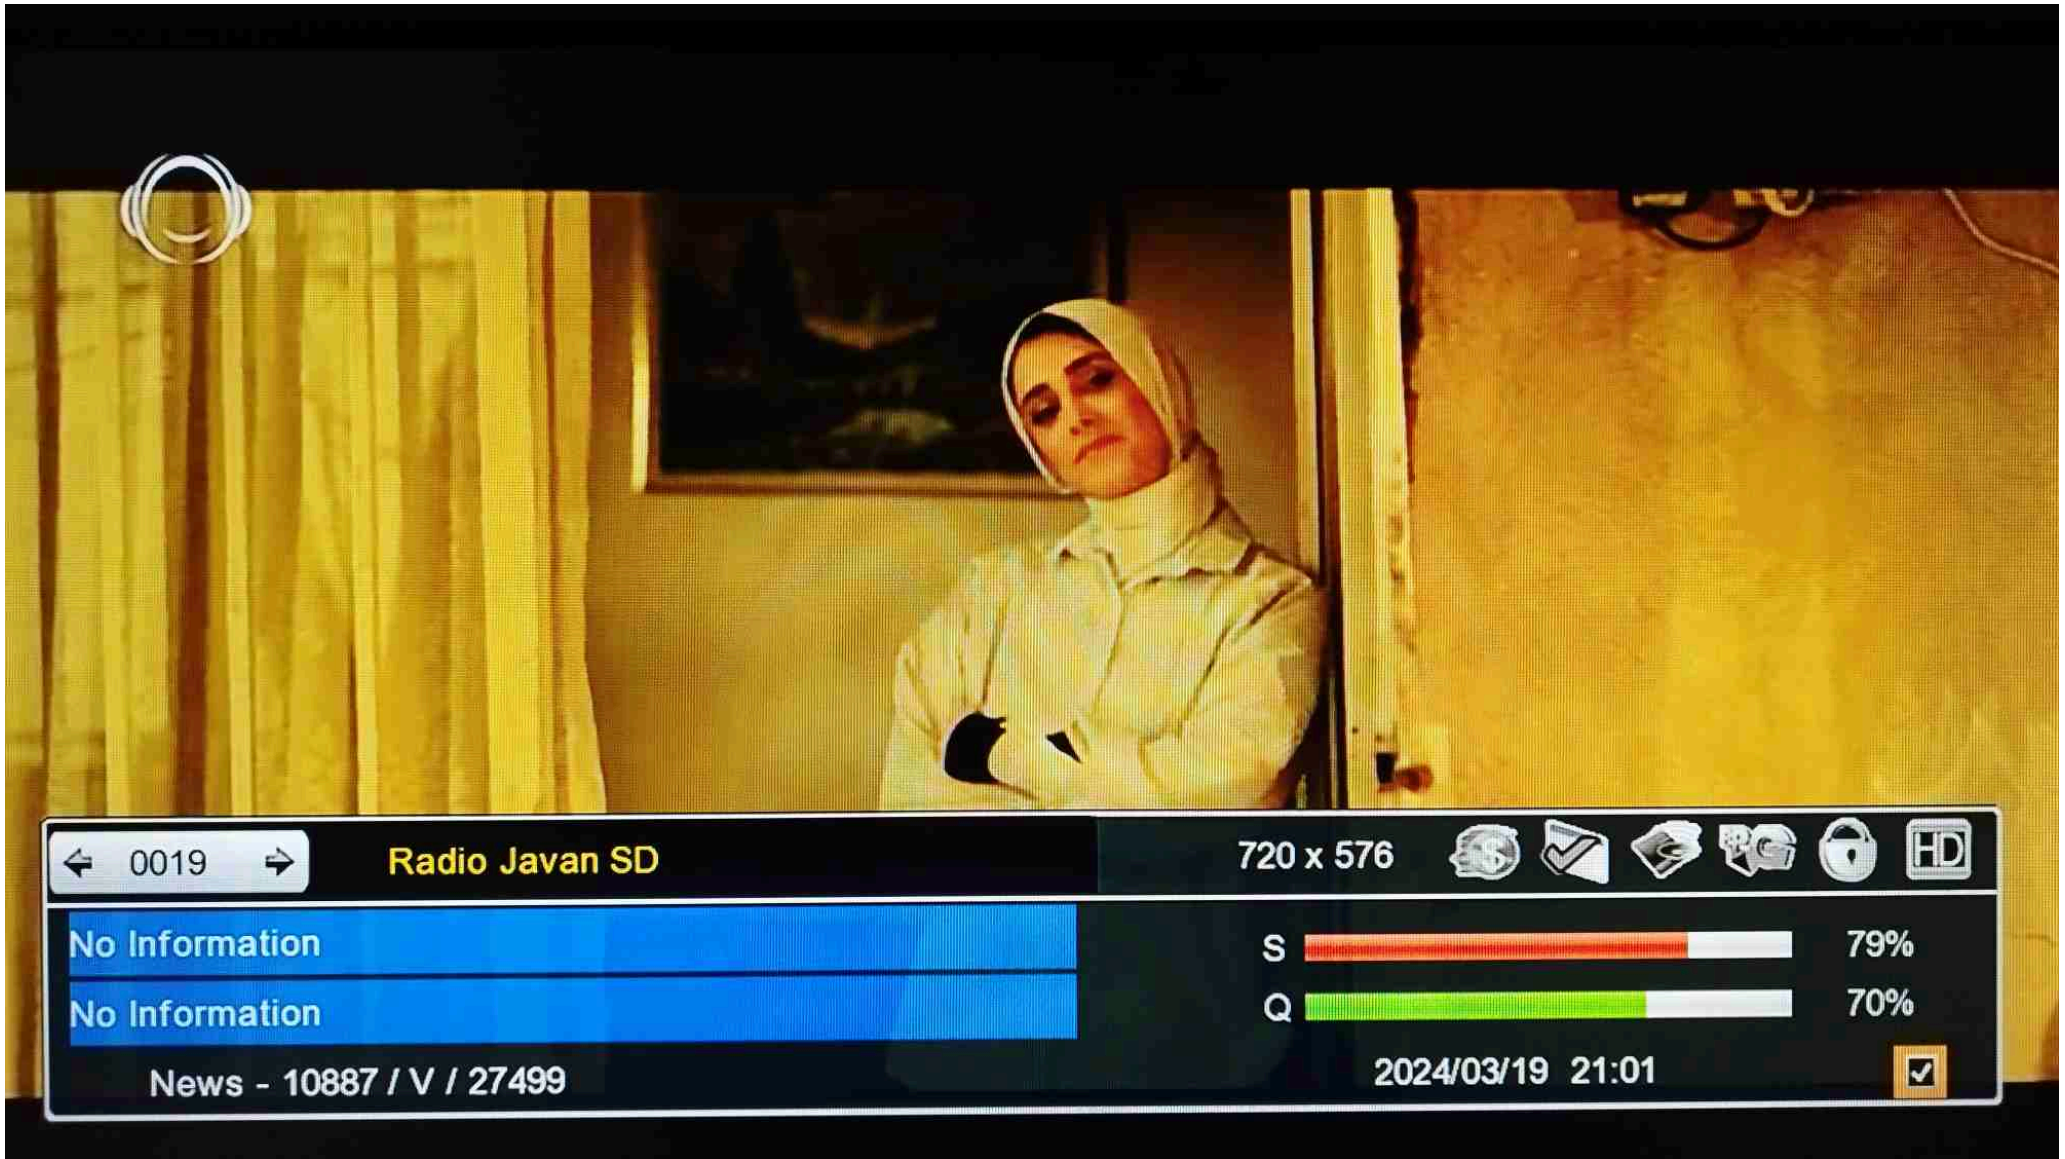 0019
Radio Javan SD
720 x 576
HD
No Information
No Information
S 79%
Q 70%
News - 10887 / V / 27499
2024/03/19 21:01